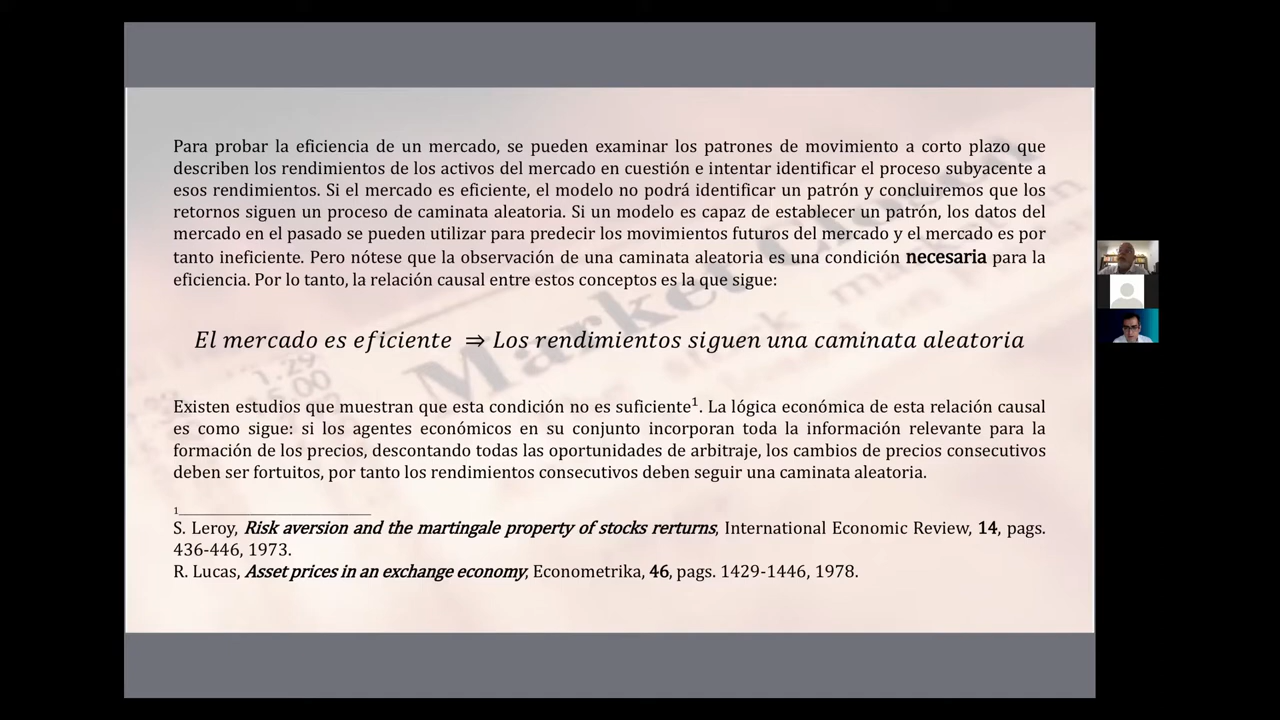 Para probar la eficiencia de un mercado, se pueden examinar los patrones de movimiento a corto plazo que
describen los rendimientos de los activos del mercado en cuestión e intentar identificar el proceso subyacente a
esos rendimientos. Si el mercado es eficiente, el modelo no podrá identificar un patrón y concluiremos que los
retornos siguen un proceso de caminata aleatoria. Si un modelo es capaz de establecer un patrón, los datos del
mercado en el pasado se pueden utilizar para predecir los movimientos futuros del mercado y el mercado es por
tanto ineficiente. Pero nótese que la observación de una caminata aleatoria es una condición necesaria para la
eficiencia. Por lo tanto, la relación causal entre estos conceptos es la que sigue:
El mercado es eficiente ⇒ Los rendimientos siguen una caminata aleatoria
Existen estudios que muestran que esta condición no es suficiente¹. La lógica económica de esta relación causal
es como sigue: si los agentes económicos en su conjunto incorporan toda la información relevante para la
formación de los precios, descontando todas las oportunidades de arbitraje, los cambios de precios consecutivos
deben ser fortuitos, por tanto los rendimientos consecutivos deben seguir una caminata aleatoria.
1
S. Leroy, Risk aversion and the martingale property of stocks rerturns, International Economic Review, 14, pags.
436-446, 1973.
R. Lucas, Asset prices in an exchange economy, Econometrika, 46, pags. 1429-1446, 1978.
Market Closes
1.29
15.00